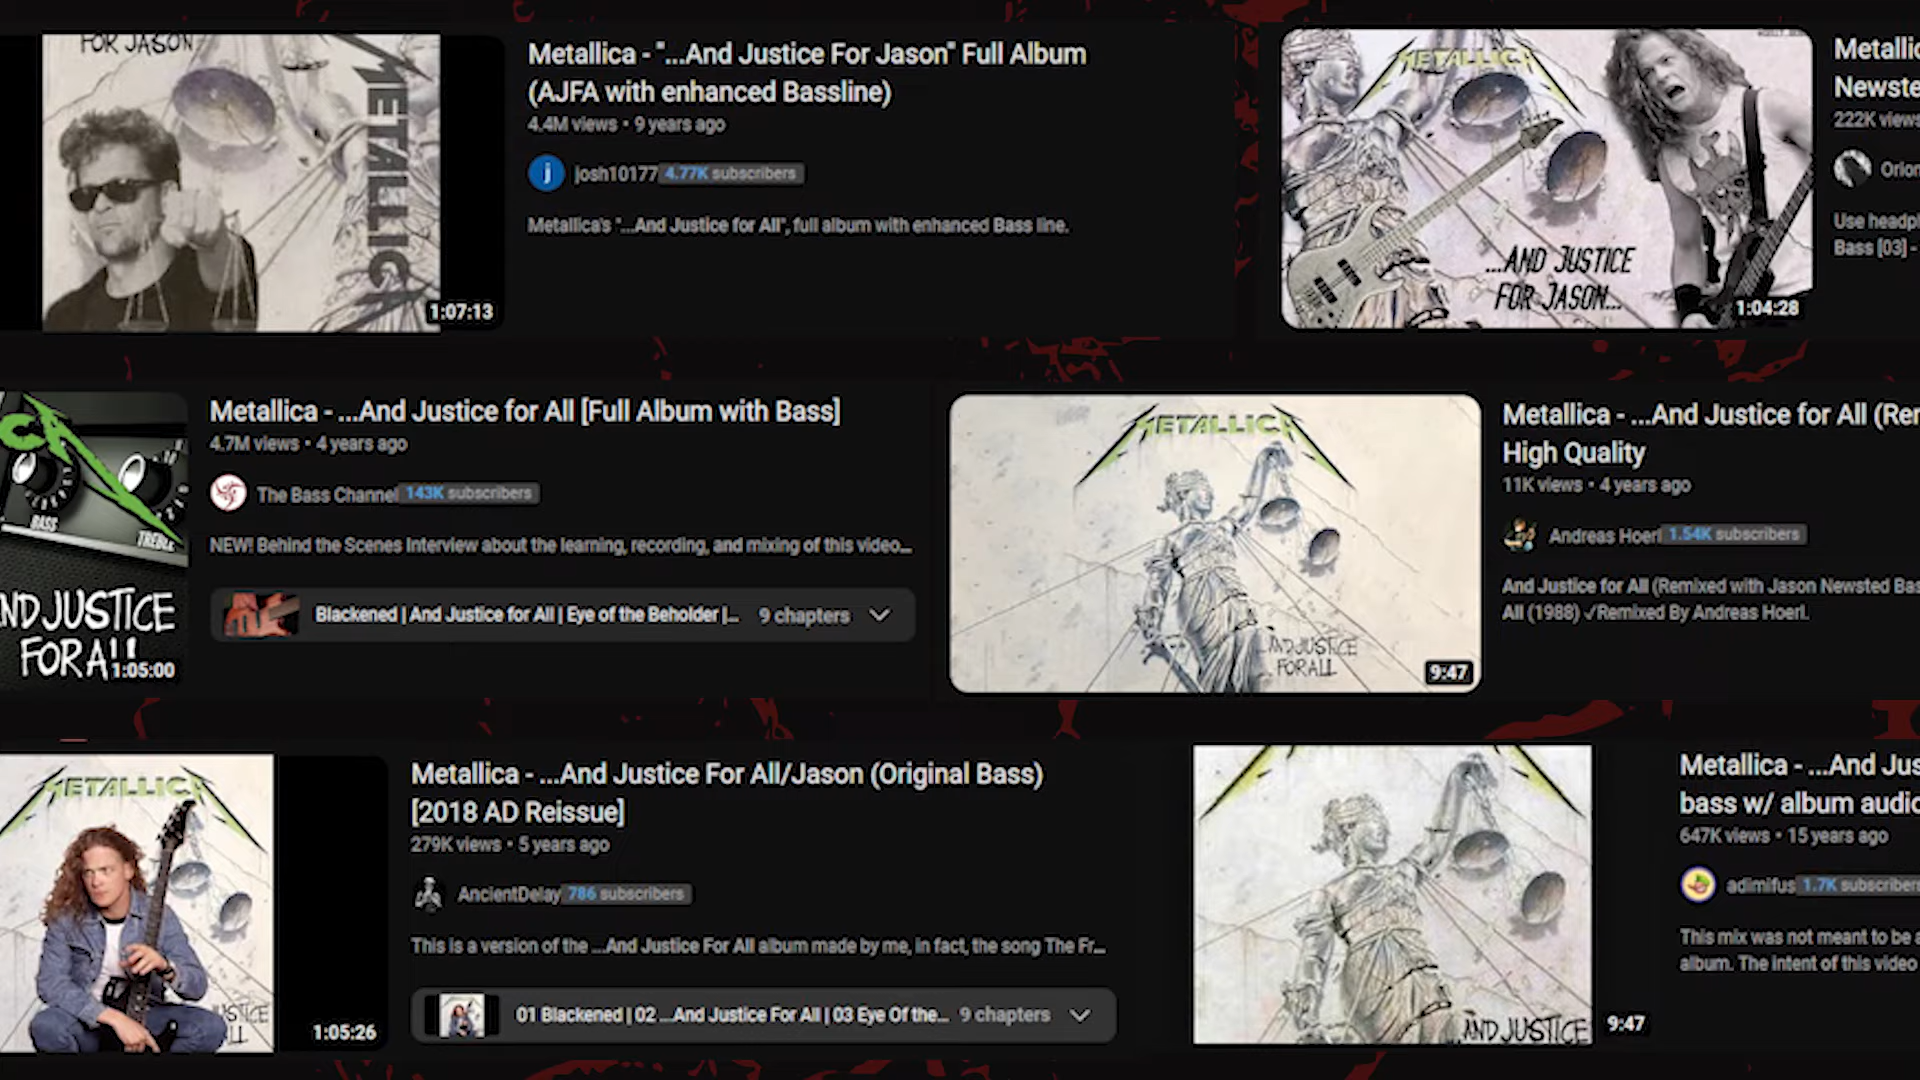 FOR JASON
METALLICA
1:07:13
Metallica - "...And Justice For Jason" Full Album
(AJFA with enhanced Bassline)
4.4M views • 9 years ago
j
josh10177 4.77K subscribers
Metallica's "...And Justice for All", full album with enhanced Bass line.
METALLICA
...AND JUSTICE
FOR JASON...
1:04:28
Metallic
Newste
222K views
Orion
Use headpl
Bass [03] -
CA
BASS
TREBLE
ND JUSTICE
FOR ALL
1:05:00
Metallica - ...And Justice for All [Full Album with Bass]
4.7M views • 4 years ago
The Bass Channel 143K subscribers
NEW! Behind the Scenes Interview about the learning, recording, and mixing of this video...
Blackened | And Justice for All | Eye of the Beholder |... 9 chapters
METALLICA
...AND JUSTICE
FOR ALL
9:47
Metallica - ...And Justice for All (Rem
High Quality
11K views • 4 years ago
Andreas Hoerl 1.54K subscribers
And Justice for All (Remixed with Jason Newsted Bas
All (1988) ✓Remixed By Andreas Hoerl.
METALLICA
USTICE
LL
1:05:26
Metallica - ...And Justice For All/Jason (Original Bass)
[2018 AD Reissue]
279K views • 5 years ago
AncientDelay 786 subscribers
This is a version of the ...And Justice For All album made by me, in fact, the song The Fr...
01 Blackened | 02 ...And Justice For All | 03 Eye Of the... 9 chapters
...AND JUSTICE
9:47
Metallica - ...And Jus
bass w/ album audio
647K views • 15 years ago
adimifus 1.7K subscribers
This mix was not meant to be a
album. The intent of this video